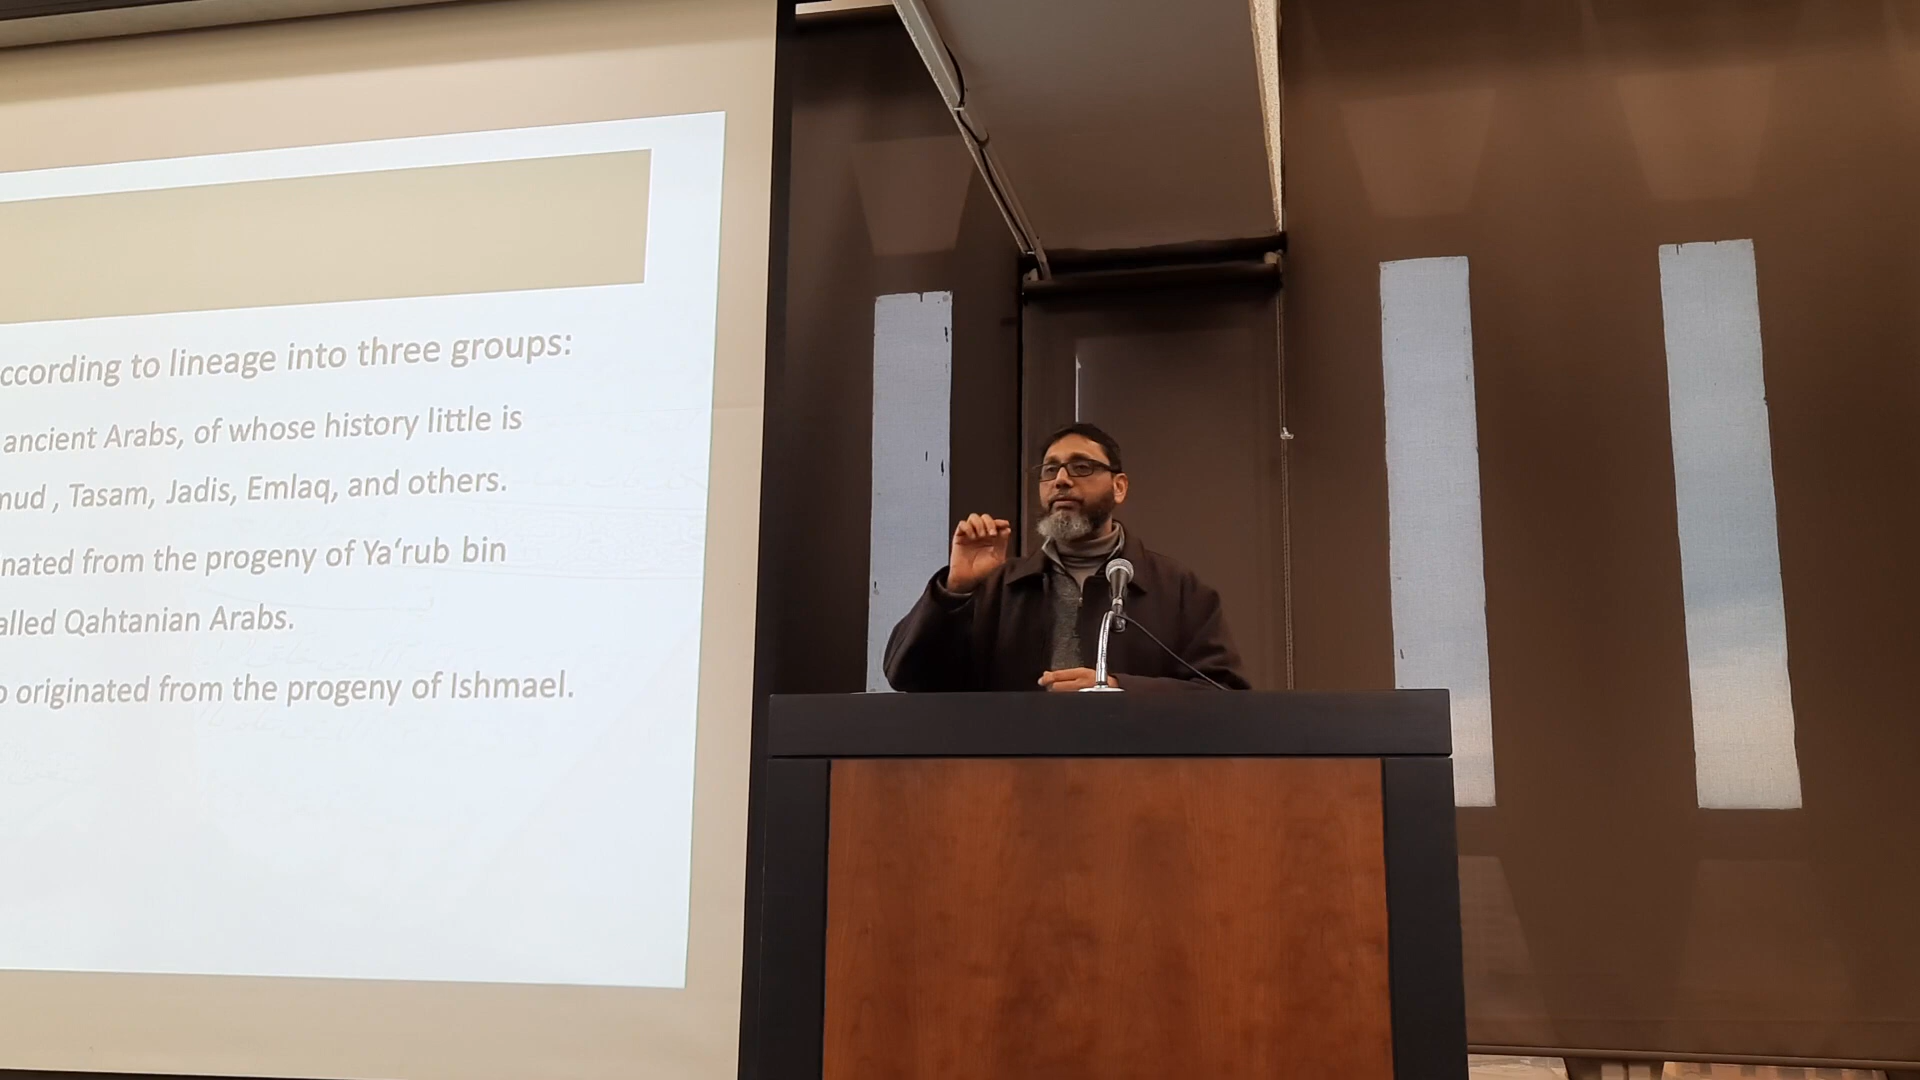 ccording to lineage into three groups:
ancient Arabs, of whose history little is
mud , Tasam, Jadis, Emlaq, and others.
nated from the progeny of Ya‘rub bin
alled Qahtanian Arabs.
o originated from the progeny of Ishmael.